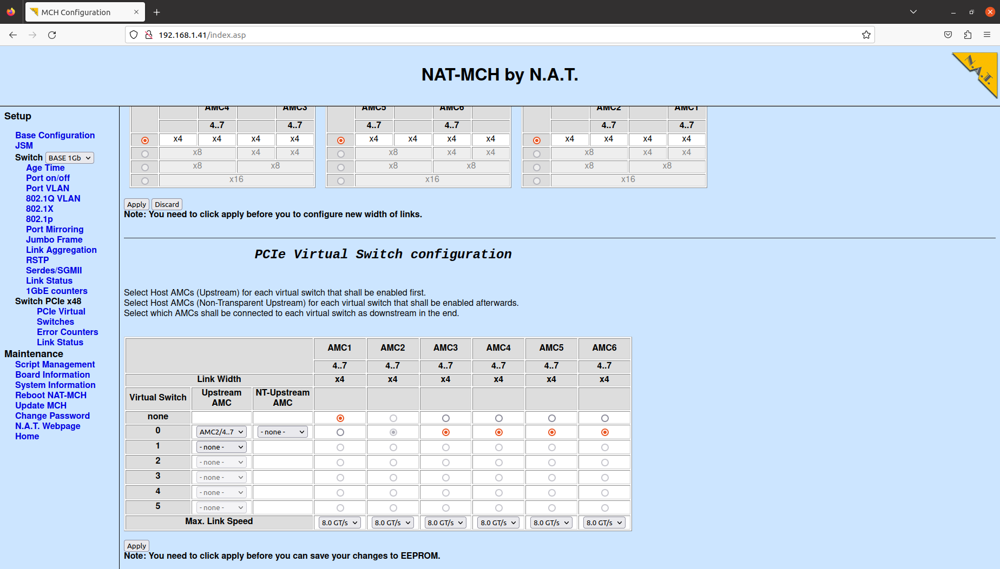 MCH Configuration
192.168.1.41/index.asp
NAT-MCH by N.A.T.
N.A.T.
Setup
Base Configuration
JSM
Switch BASE 1Gb
Age Time
Port on/off
Port VLAN
802.1Q VLAN
802.1X
802.1p
Port Mirroring
Jumbo Frame
Link Aggregation
RSTP
Serdes/SGMII
Link Status
1GbE counters
Switch PCIe x48
PCIe Virtual
Switches
Error Counters
Link Status
Maintenance
Script Management
Board Information
System Information
Reboot NAT-MCH
Update MCH
Change Password
N.A.T. Webpage
Home
AMC4 AMC3 AMC5 AMC6 AMC2 AMC1
4..7 4..7 4..7 4..7 4..7 4..7
x4 x4 x4 x4 x4 x4 x4 x4 x4 x4 x4 x4
x8 x4 x4 x8 x4 x4 x8 x4 x4
x8 x8 x8 x8 x8 x8
x16 x16 x16
Apply Discard
Note: You need to click apply before you to configure new width of links.
PCIe Virtual Switch configuration
Select Host AMCs (Upstream) for each virtual switch that shall be enabled first.
Select Host AMCs (Non-Transparent Upstream) for each virtual switch that shall be enabled afterwards.
Select which AMCs shall be connected to each virtual switch as downstream in the end.
AMC1 AMC2 AMC3 AMC4 AMC5 AMC6
4..7 4..7 4..7 4..7 4..7 4..7
Link Width x4 x4 x4 x4 x4 x4
Virtual Switch Upstream AMC NT-Upstream AMC
none
0 AMC2/4..7 - none -
1 - none -
2 - none -
3 - none -
4 - none -
5 - none -
Max. Link Speed 8.0 GT/s 8.0 GT/s 8.0 GT/s 8.0 GT/s 8.0 GT/s 8.0 GT/s
Apply
Note: You need to click apply before you can save your changes to EEPROM.